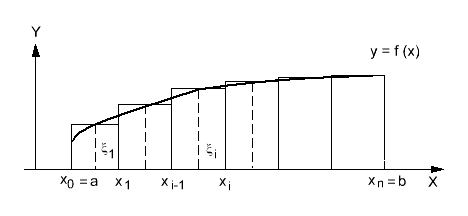 Y
y = f (x)
ξ1 ξi
x0 = a x1 xi-1 xi xn = b X